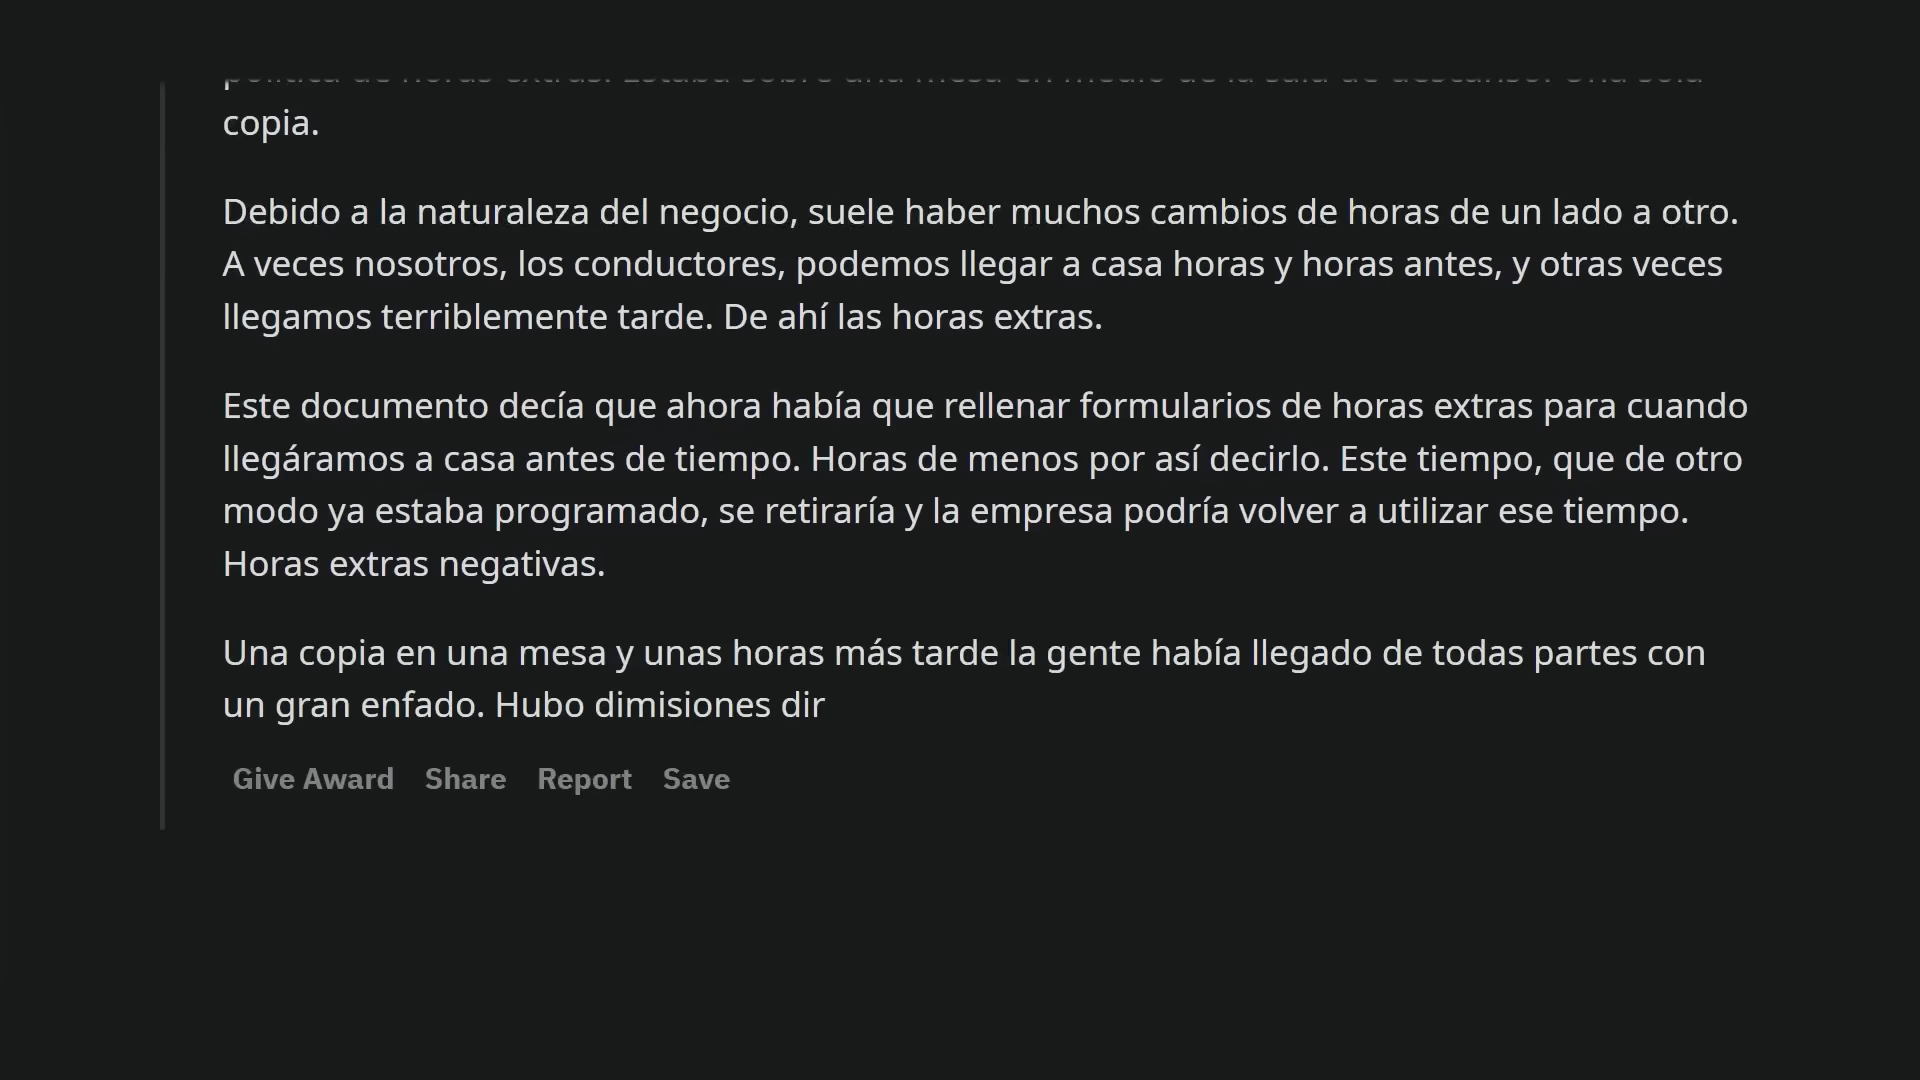 copia.
Debido a la naturaleza del negocio, suele haber muchos cambios de horas de un lado a otro.
A veces nosotros, los conductores, podemos llegar a casa horas y horas antes, y otras veces
llegamos terriblemente tarde. De ahí las horas extras.
Este documento decía que ahora había que rellenar formularios de horas extras para cuando
llegáramos a casa antes de tiempo. Horas de menos por así decirlo. Este tiempo, que de otro
modo ya estaba programado, se retiraría y la empresa podría volver a utilizar ese tiempo.
Horas extras negativas.
Una copia en una mesa y unas horas más tarde la gente había llegado de todas partes con
un gran enfado. Hubo dimisiones dir
Give Award Share Report Save